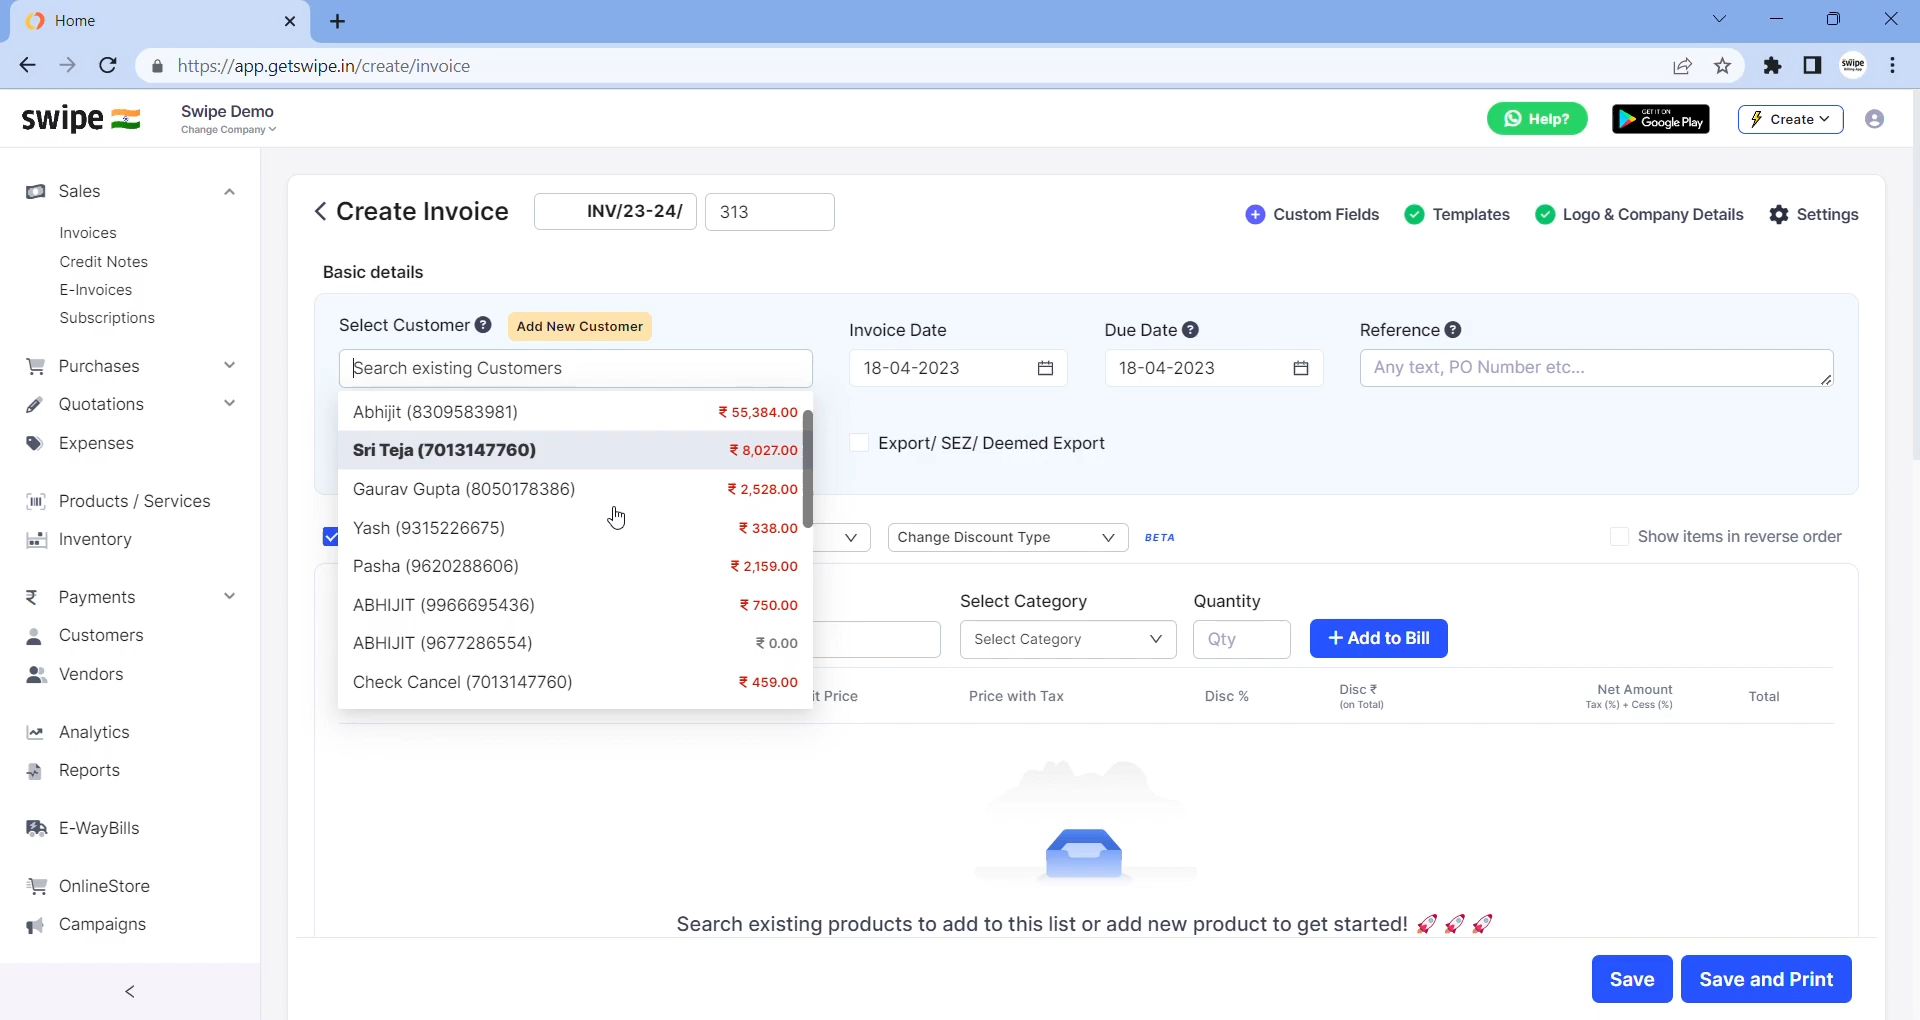 Home
https://app.getswipe.in/create/invoice
swipe
Billing App
swipe
Swipe Demo
Change Company
Help?
GET IT ON
Google Play
Create
Sales
Invoices
Credit Notes
E-Invoices
Subscriptions
Purchases
Quotations
Expenses
Products / Services
Inventory
Payments
Customers
Vendors
Analytics
Reports
E-WayBills
OnlineStore
Campaigns
Create Invoice
INV/23-24/
313
Custom Fields
Templates
Logo & Company Details
Settings
Basic details
Select Customer ?
Add New Customer
Search existing Customers
Invoice Date
18-04-2023
Due Date ?
18-04-2023
Reference ?
Any text, PO Number etc...
Abhijit (8309583981) ₹ 55,384.00
Sri Teja (7013147760) ₹ 8,027.00
Gaurav Gupta (8050178386) ₹ 2,528.00
Yash (9315226675) ₹ 338.00
Pasha (9620288606) ₹ 2,159.00
ABHIJIT (9966695436) ₹ 750.00
ABHIJIT (9677286554) ₹ 0.00
Check Cancel (7013147760) ₹ 459.00
Export/ SEZ/ Deemed Export
Change Discount Type
BETA
Show items in reverse order
Select Category
Select Category
Quantity
Qty
+ Add to Bill
it Price
Price with Tax
Disc %
Disc ₹
(on Total)
Net Amount
Tax (%) + Cess (%)
Total
Search existing products to add to this list or add new product to get started! 🚀🚀🚀
Save
Save and Print